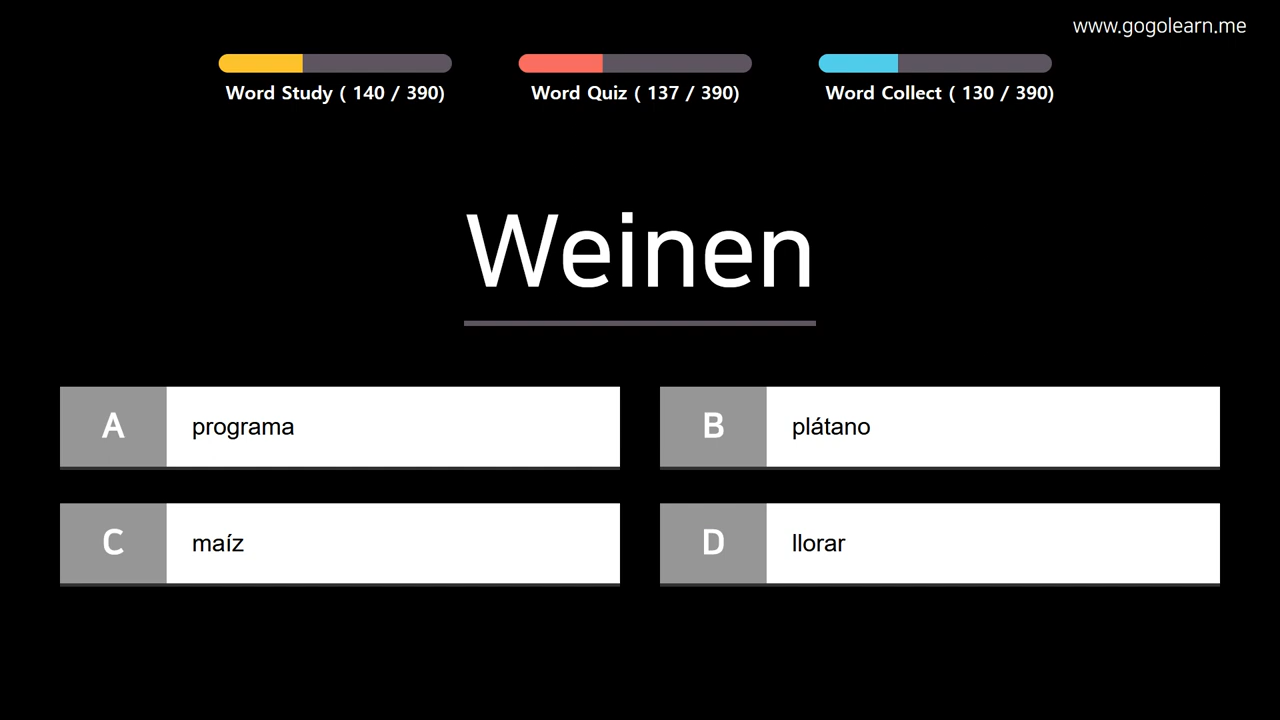 www.gogolearn.me
Word Study ( 140 / 390)
Word Quiz ( 137 / 390)
Word Collect ( 130 / 390)
Weinen
A programa
B plátano
C maíz
D llorar